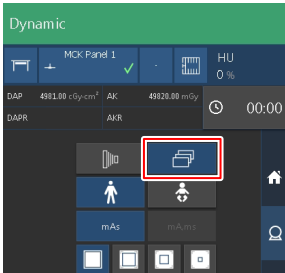 Dynamic
MCK Panel 1
HU
0 %
DAP 4981.00 cGy·cm² AK 49820.00 mGy
00:00
DAPR AKR
mAs mA,ms